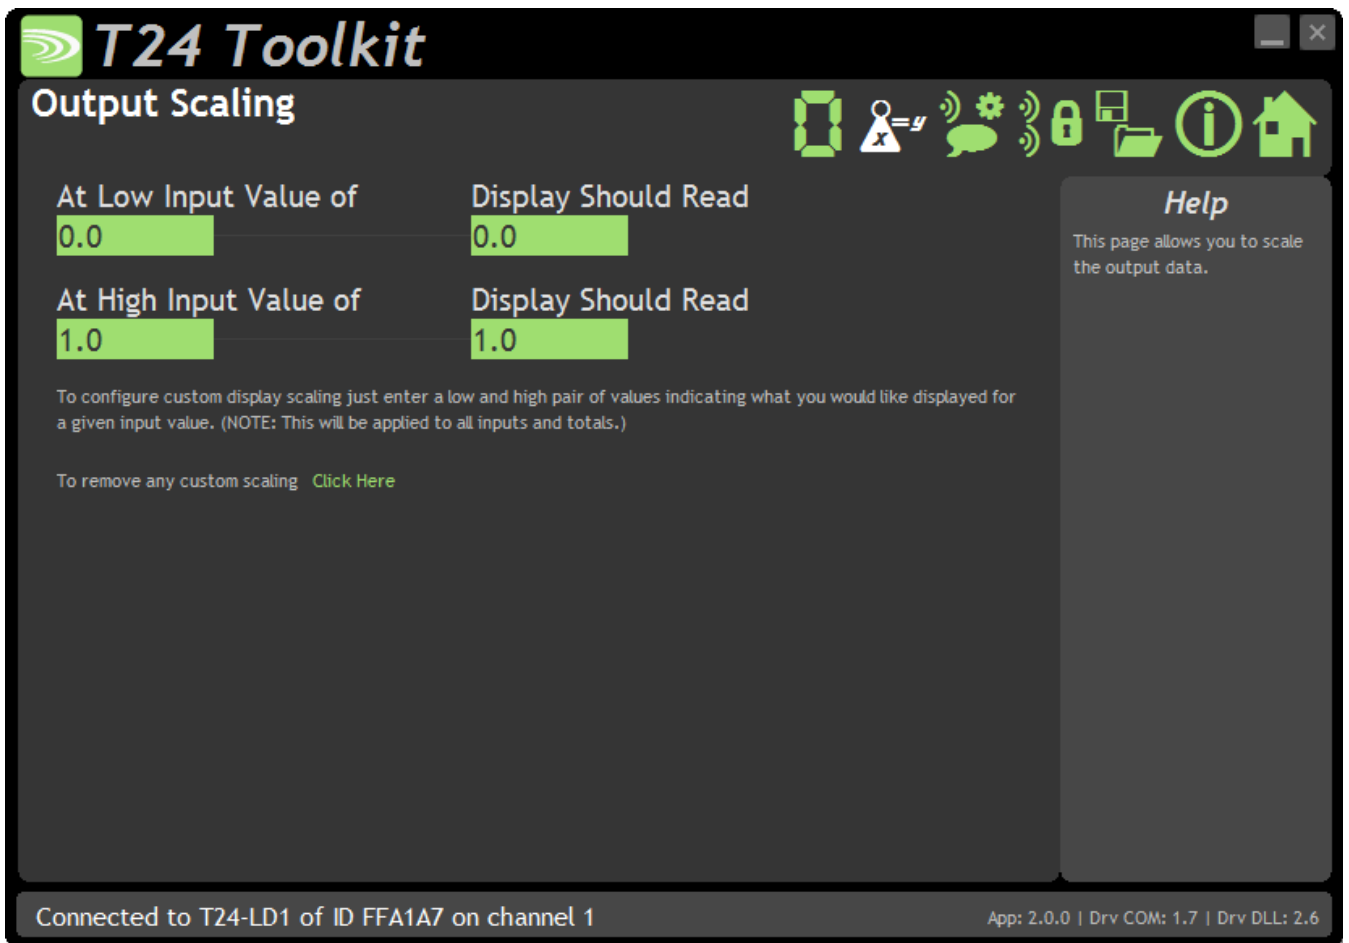 T24 Toolkit
Output Scaling
x=y
At Low Input Value of
Display Should Read
0.0
0.0
At High Input Value of
Display Should Read
1.0
1.0
To configure custom display scaling just enter a low and high pair of values indicating what you would like displayed for
a given input value. (NOTE: This will be applied to all inputs and totals.)
To remove any custom scaling Click Here
Help
This page allows you to scale
the output data.
Connected to T24-LD1 of ID FFA1A7 on channel 1
App: 2.0.0 | Drv COM: 1.7 | Drv DLL: 2.6